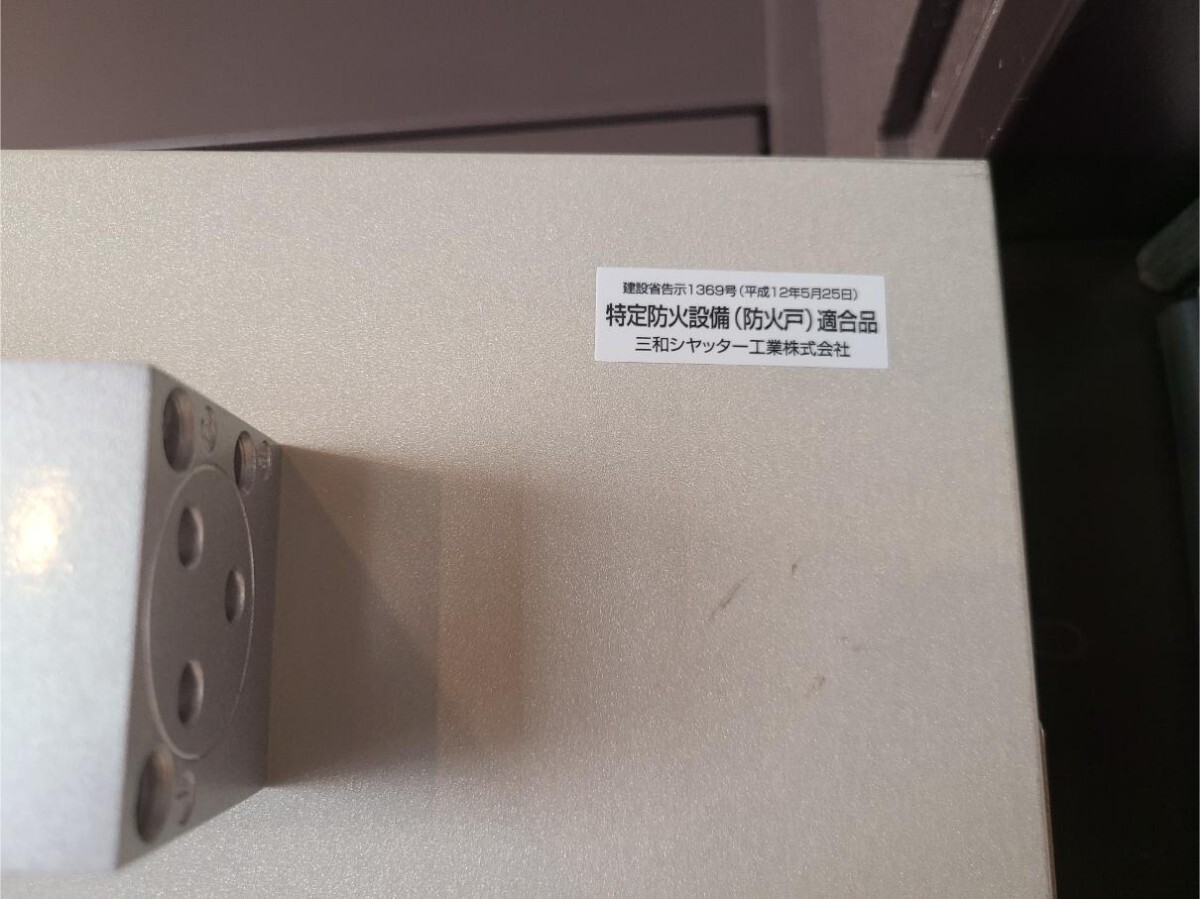 建設省告示1369号(平成12年5月25日)
特定防火設備(防火戸)適合品
三和シヤッター工業株式会社